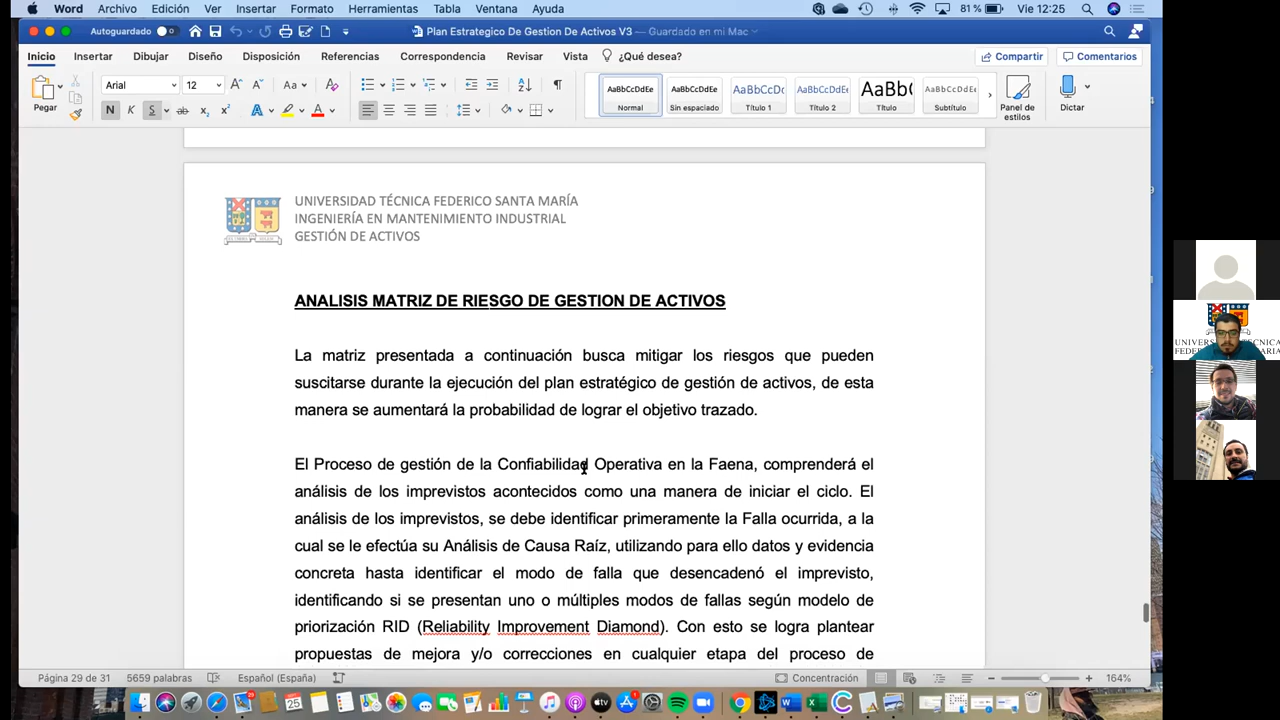 Word Archivo Edición Ver Insertar Formato Herramientas Tabla Ventana Ayuda 81 % Vie 12:25
Autoguardado Plan Estrategico De Gestion De Activos V3 — Guardado en mi Mac
Inicio Insertar Dibujar Diseño Disposición Referencias Correspondencia Revisar Vista ¿Qué desea? Compartir Comentarios
Pegar Arial 12 Aa
N K S ab x₂ x² A A
AaBbCcDdEe AaBbCcDdEe AaBbCcDc AaBbCcDdEe AaBb( AaBbCcDdEe
Normal Sin espaciado Título 1 Título 2 Título Subtítulo Panel de estilos Dictar
UNIVERSIDAD TÉCNICA FEDERICO SANTA MARÍA
INGENIERÍA EN MANTENIMIENTO INDUSTRIAL
GESTIÓN DE ACTIVOS
ANALISIS MATRIZ DE RIESGO DE GESTION DE ACTIVOS
La matriz presentada a continuación busca mitigar los riesgos que pueden
suscitarse durante la ejecución del plan estratégico de gestión de activos, de esta
manera se aumentará la probabilidad de lograr el objetivo trazado.
El Proceso de gestión de la Confiabilidad Operativa en la Faena, comprenderá el
análisis de los imprevistos acontecidos como una manera de iniciar el ciclo. El
análisis de los imprevistos, se debe identificar primeramente la Falla ocurrida, a la
cual se le efectúa su Análisis de Causa Raíz, utilizando para ello datos y evidencia
concreta hasta identificar el modo de falla que desencadenó el imprevisto,
identificando si se presentan uno o múltiples modos de fallas según modelo de
priorización RID (Reliability Improvement Diamond). Con esto se logra plantear
propuestas de mejora y/o correcciones en cualquier etapa del proceso de
Página 29 de 31 5659 palabras Español (España) Concentración 164%